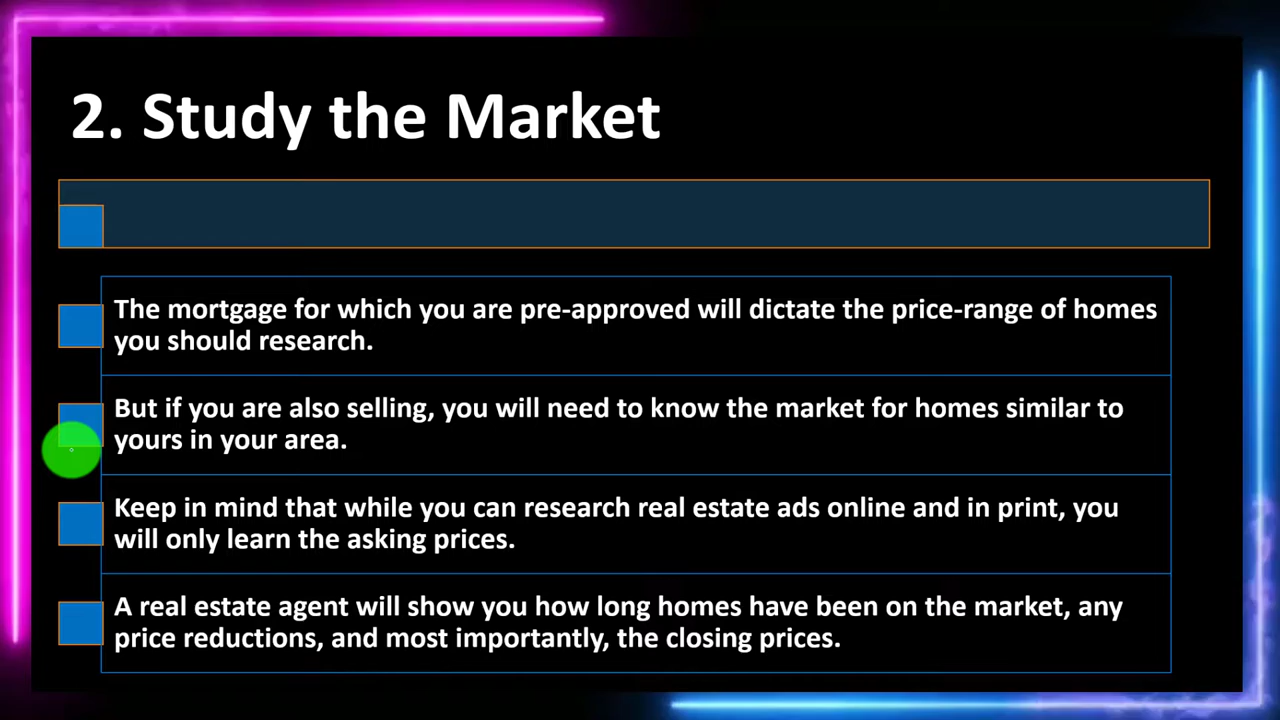 2. Study the Market
The mortgage for which you are pre-approved will dictate the price-range of homes
you should research.
But if you are also selling, you will need to know the market for homes similar to
yours in your area.
Keep in mind that while you can research real estate ads online and in print, you
will only learn the asking prices.
A real estate agent will show you how long homes have been on the market, any
price reductions, and most importantly, the closing prices.